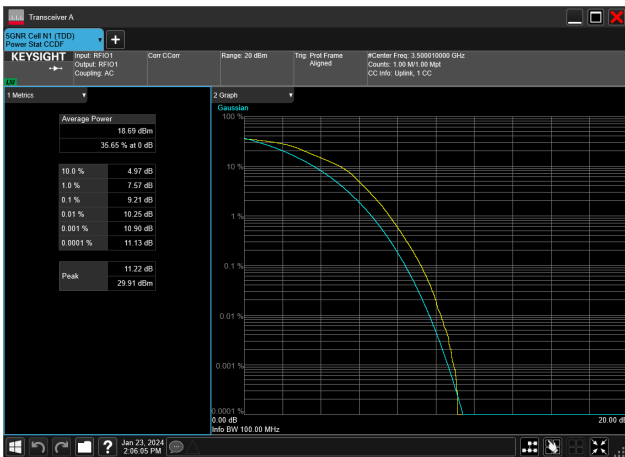 Transceiver A
5GNR Cell N1 (TDD)
Power Stat CCDF
KEYSIGHT
Input: RFIO1
Output: RFIO1
Coupling: AC
Corr CCorr
Range: 20 dBm
Trig: Prot Frame
Aligned
#Center Freq: 3.500010000 GHz
Counts: 1.00 M/1.00 Mpt
CC Info: Uplink, 1 CC
1 Metrics
Average Power
18.69 dBm
35.65 % at 0 dB
10.0 % 4.97 dB
1.0 % 7.57 dB
0.1 % 9.21 dB
0.01 % 10.25 dB
0.001 % 10.90 dB
0.0001 % 11.13 dB
Peak
11.22 dB
29.91 dBm
2 Graph
Gaussian
100 %
10 %
1 %
0.1 %
0.01 %
0.001 %
0.0001 %
0.00 dB
20.00 dB
Info BW 100.00 MHz
Jan 23, 2024
2:06:05 PM